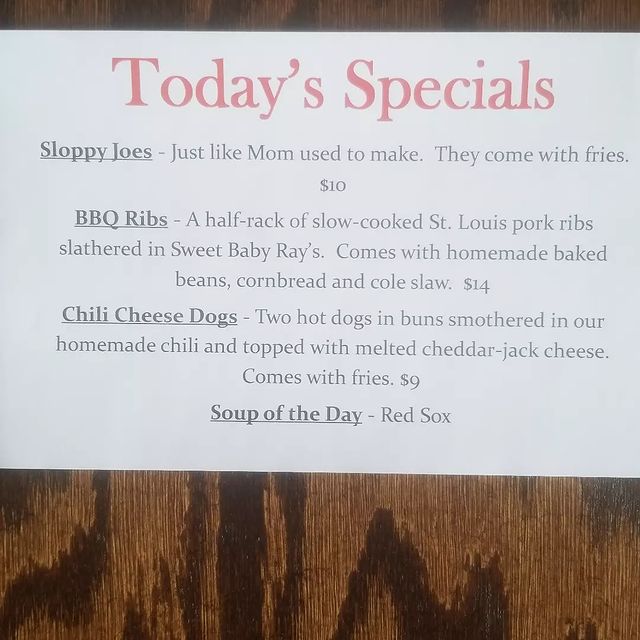 Today's Specials
Sloppy Joes - Just like Mom used to make. They come with fries.
$10
BBQ Ribs - A half-rack of slow-cooked St. Louis pork ribs
slathered in Sweet Baby Ray's. Comes with homemade baked
beans, cornbread and cole slaw. $14
Chili Cheese Dogs - Two hot dogs in buns smothered in our
homemade chili and topped with melted cheddar-jack cheese.
Comes with fries. $9
Soup of the Day - Red Sox